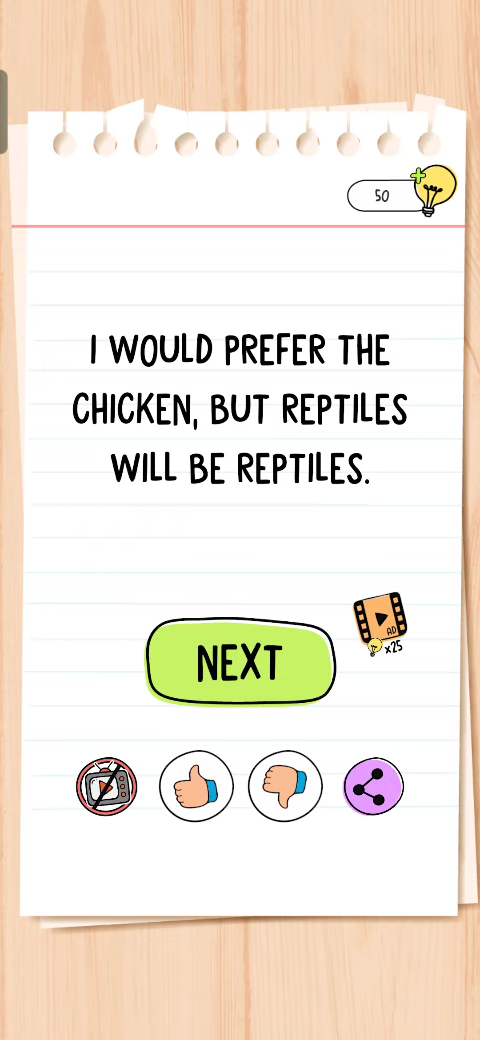 50
I WOULD PREFER THE
CHICKEN, BUT REPTILES
WILL BE REPTILES.
AD
x25
NEXT